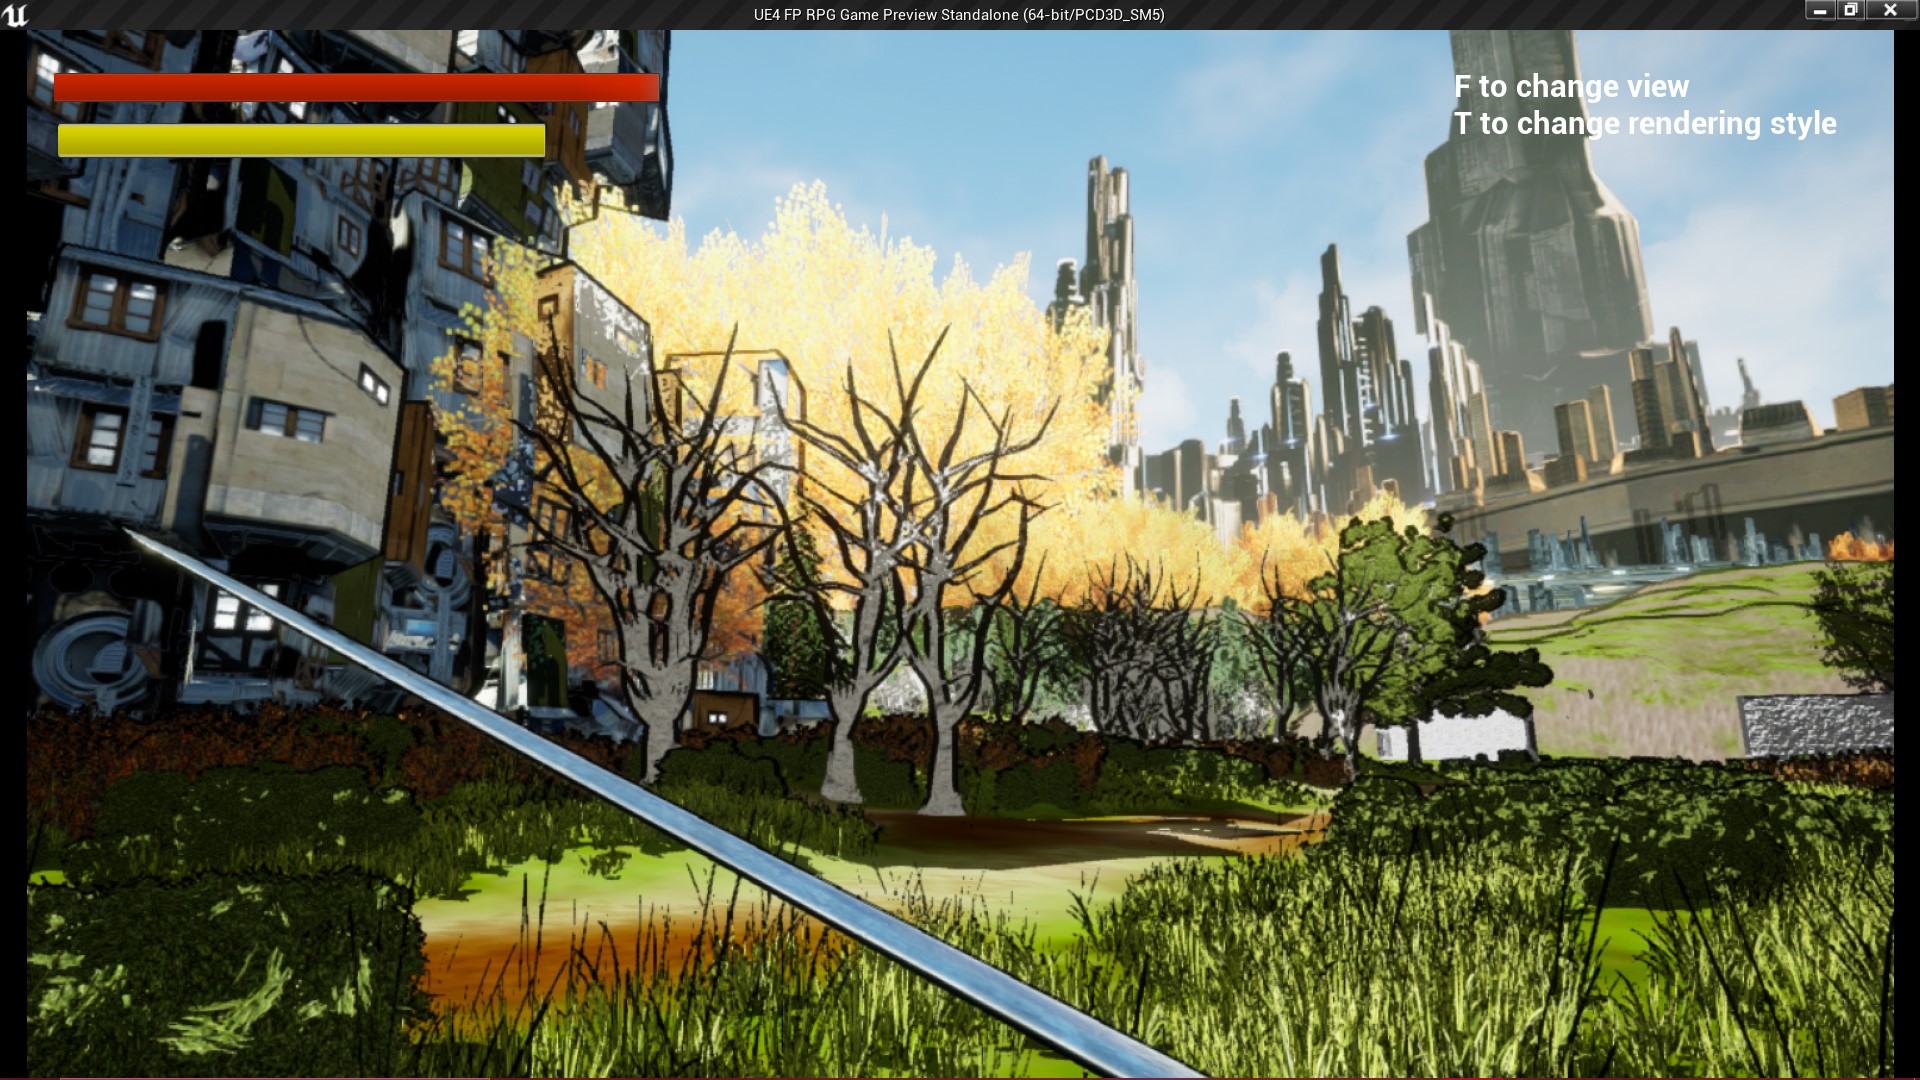 UE4 FP RPG Game Preview Standalone (64-bit/PCD3D_SM5)
F to change view
T to change rendering style